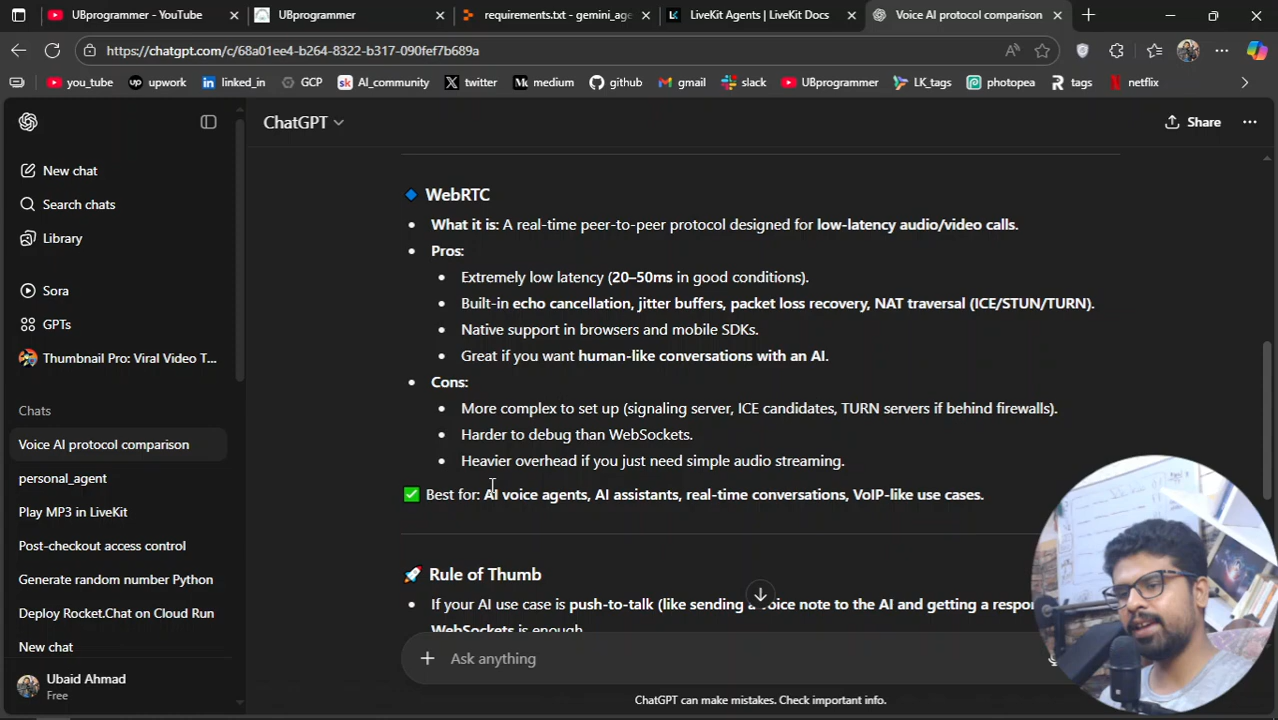 UBprogrammer - YouTube
UBprogrammer
requirements.txt - gemini_age
LiveKit Agents | LiveKit Docs
Voice AI protocol comparison
https://chatgpt.com/c/68a01ee4-b264-8322-b317-090fef7b689a
you_tube
upwork
linked_in
GCP
AI_community
twitter
medium
github
gmail
slack
UBprogrammer
LK_tags
photopea
tags
netflix
ChatGPT
Share
New chat
Search chats
Library
Sora
GPTs
Thumbnail Pro: Viral Video T...
Chats
Voice AI protocol comparison
personal_agent
Play MP3 in LiveKit
Post-checkout access control
Generate random number Python
Deploy Rocket.Chat on Cloud Run
New chat
Ubaid Ahmad
Free
WebRTC
What it is: A real-time peer-to-peer protocol designed for low-latency audio/video calls.
Pros:
Extremely low latency (20–50ms in good conditions).
Built-in echo cancellation, jitter buffers, packet loss recovery, NAT traversal (ICE/STUN/TURN).
Native support in browsers and mobile SDKs.
Great if you want human-like conversations with an AI.
Cons:
More complex to set up (signaling server, ICE candidates, TURN servers if behind firewalls).
Harder to debug than WebSockets.
Heavier overhead if you just need simple audio streaming.
✅ Best for: AI voice agents, AI assistants, real-time conversations, VoIP-like use cases.
🚀 Rule of Thumb
If your AI use case is push-to-talk (like sending a voice note to the AI and getting a respon
WebSockets is enough
Ask anything
ChatGPT can make mistakes. Check important info.